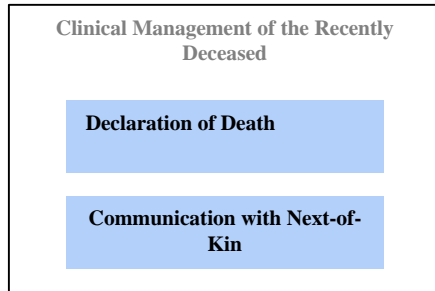 Clinical Management of the Recently
Deceased
Declaration of Death
Communication with Next-of-
Kin